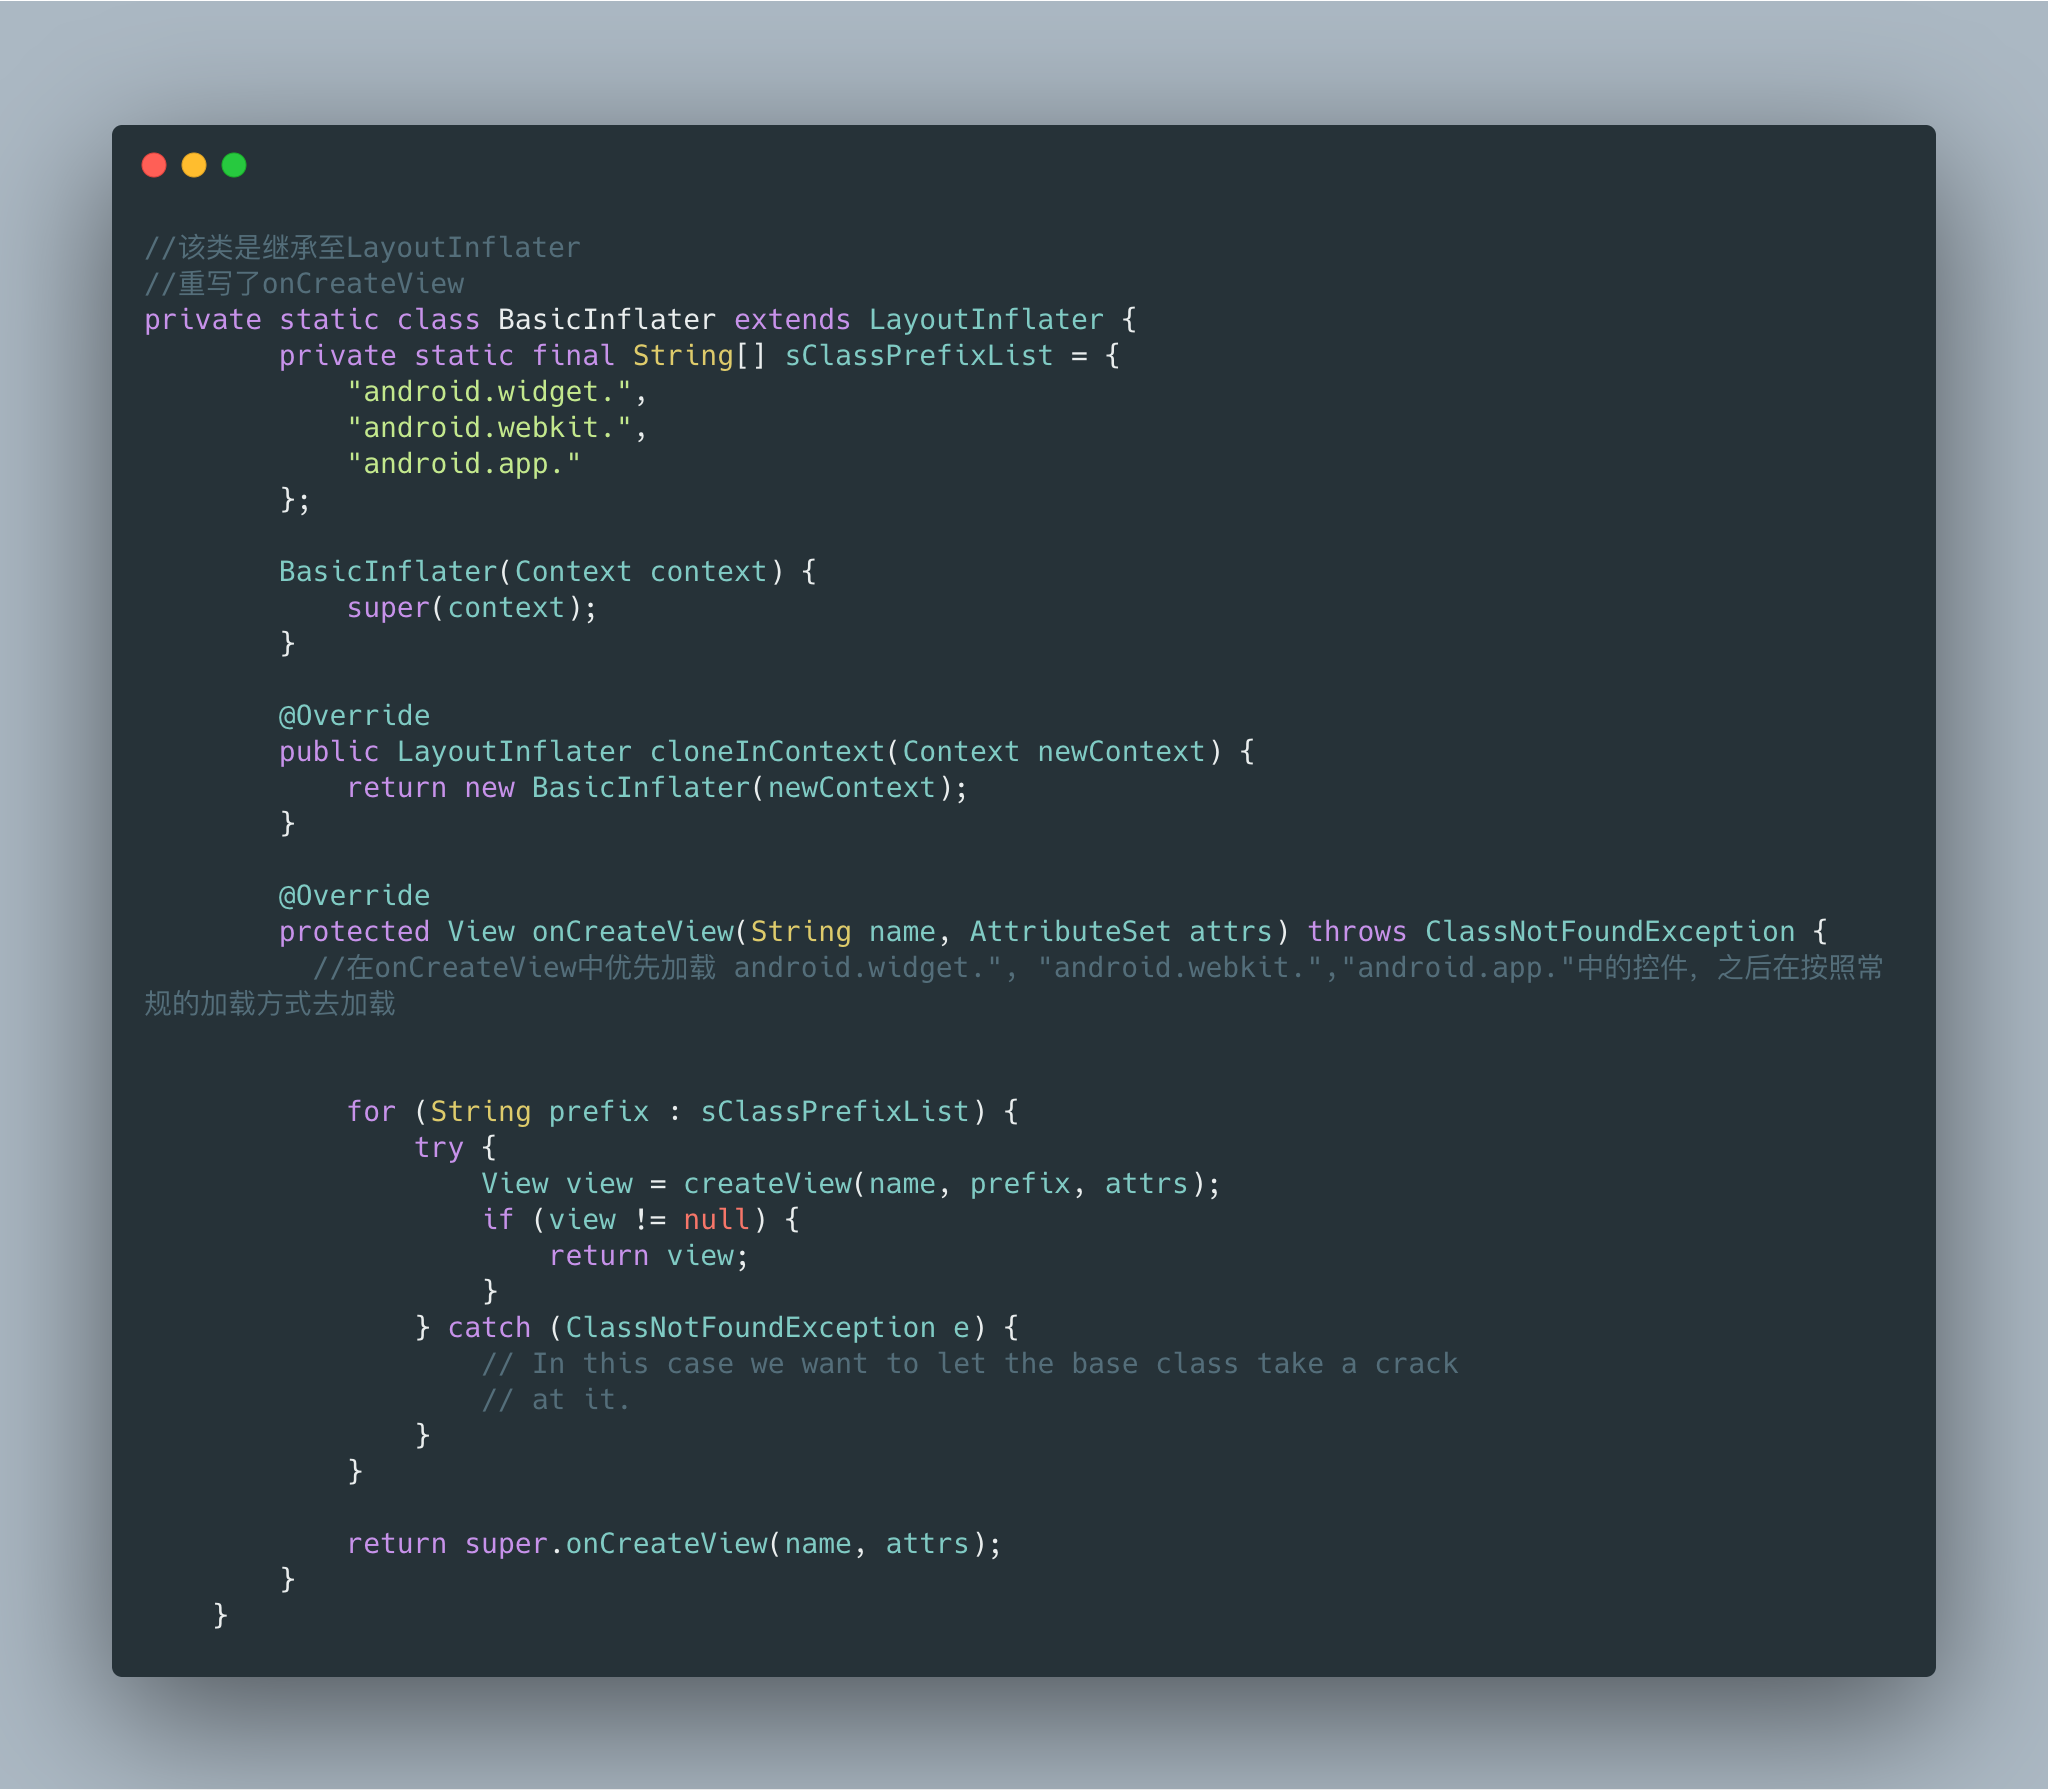 //该类是继承至LayoutInflater
//重写了onCreateView
private static class BasicInflater extends LayoutInflater {
        private static final String[] sClassPrefixList = {
            "android.widget.",
            "android.webkit.",
            "android.app."
        };

        BasicInflater(Context context) {
            super(context);
        }

        @Override
        public LayoutInflater cloneInContext(Context newContext) {
            return new BasicInflater(newContext);
        }

        @Override
        protected View onCreateView(String name, AttributeSet attrs) throws ClassNotFoundException {
          //在onCreateView中优先加载 android.widget.", "android.webkit.","android.app."中的控件，之后在按照常
规的加载方式去加载

            for (String prefix : sClassPrefixList) {
                try {
                    View view = createView(name, prefix, attrs);
                    if (view != null) {
                        return view;
                    }
                } catch (ClassNotFoundException e) {
                    // In this case we want to let the base class take a crack
                    // at it.
                }
            }

            return super.onCreateView(name, attrs);
        }
    }